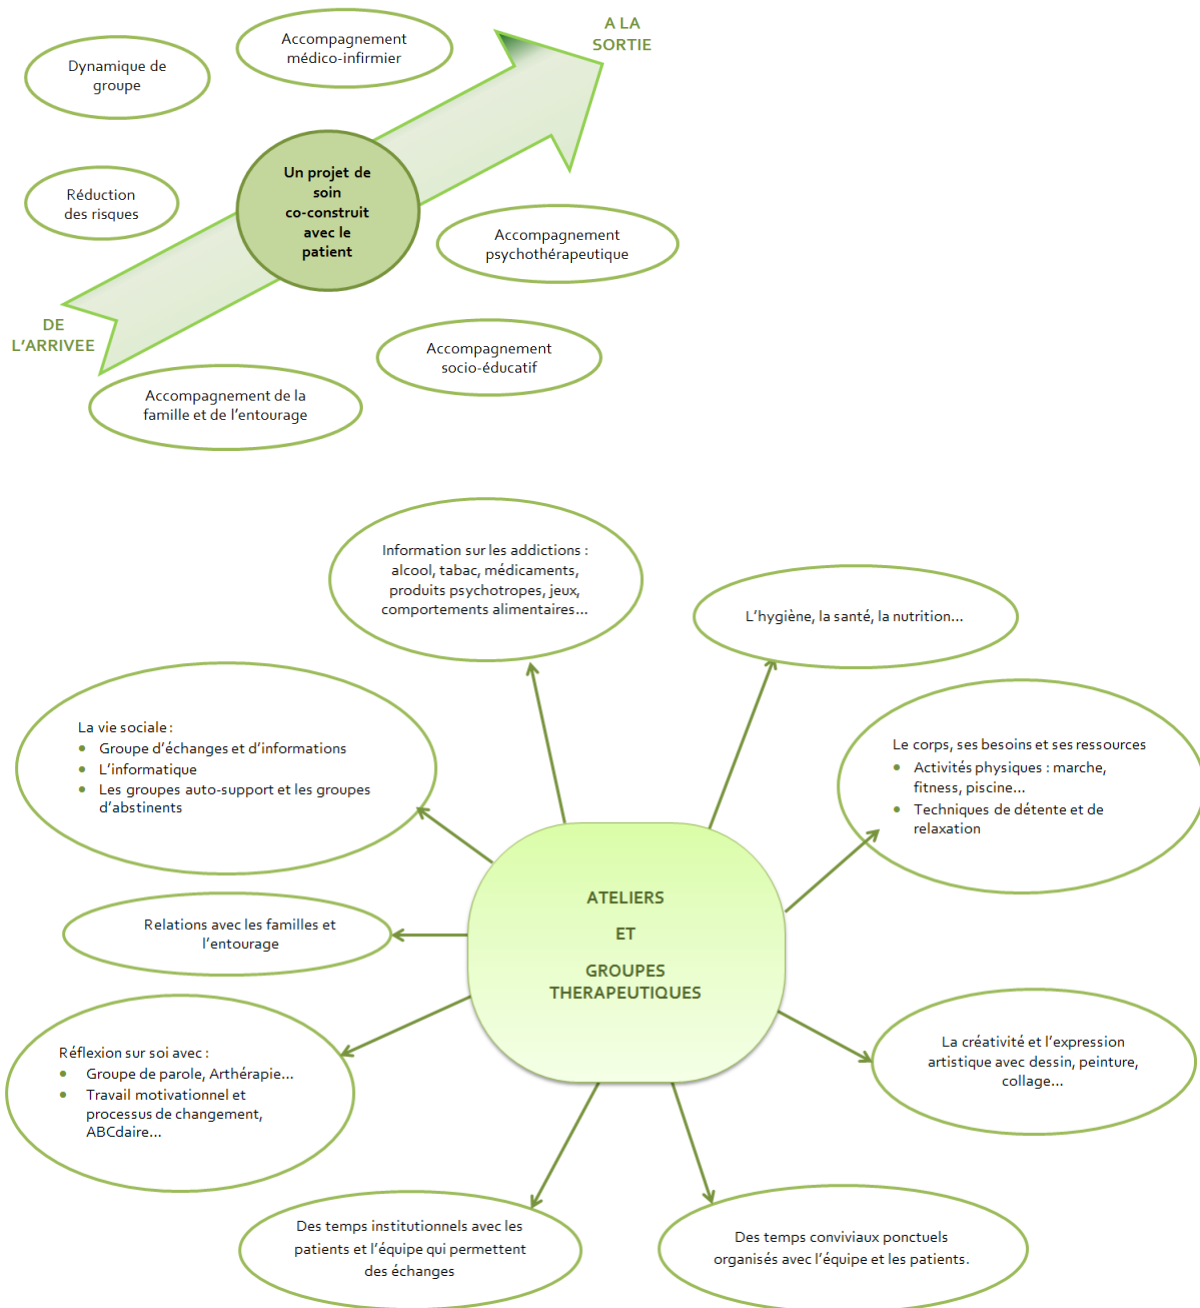 A LA
SORTIE
Accompagnement
médico-infirmier
Dynamique de
groupe
Un projet de
soin
co-construit
avec le
patient
Réduction
des risques
Accompagnement
psychothérapeutique
DE
L'ARRIVEE
Accompagnement
socio-éducatif
Accompagnement de la
famille et de l'entourage
Information sur les addictions :
alcool, tabac, médicaments,
produits psychotropes, jeux,
comportements alimentaires...
L'hygiène, la santé, la nutrition...
La vie sociale :
• Groupe d'échanges et d'informations
• L'informatique
• Les groupes auto-support et les groupes
d'abstinents
Le corps, ses besoins et ses ressources
• Activités physiques : marche,
fitness, piscine...
• Techniques de détente et de
relaxation
ATELIERS
ET
GROUPES
THERAPEUTIQUES
Relations avec les familles et
l'entourage
Réflexion sur soi avec :
• Groupe de parole, Arthérapie...
• Travail motivationnel et
processus de changement,
ABCdaire...
La créativité et l'expression
artistique avec dessin, peinture,
collage...
Des temps institutionnels avec les
patients et l'équipe qui permettent
des échanges
Des temps conviviaux ponctuels
organisés avec l'équipe et les patients.